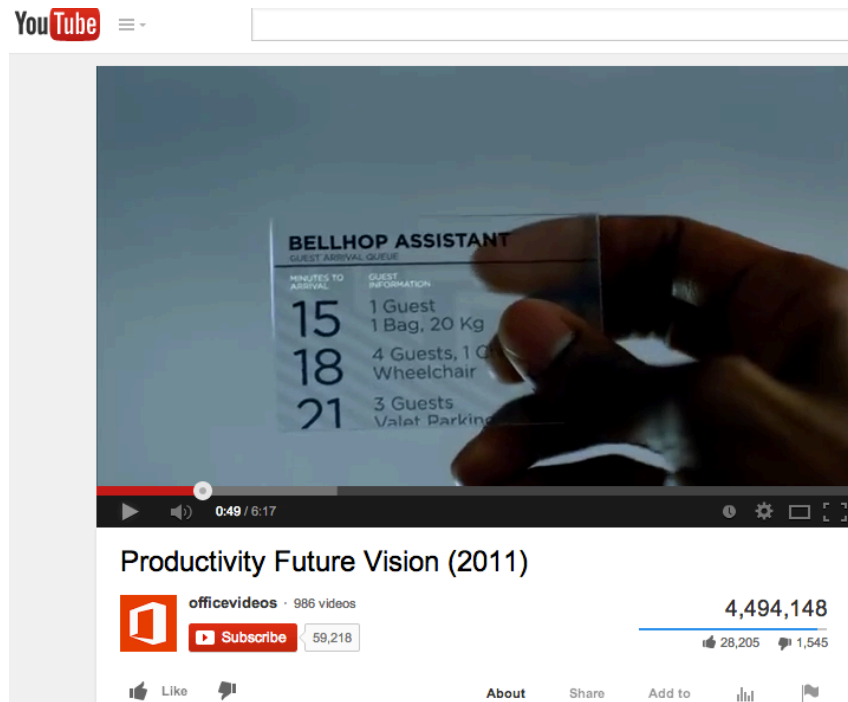 YouTube
BELLHOP ASSISTANT
GUEST ARRIVAL QUEUE
MINUTES TO ARRIVAL
GUEST INFORMATION
15
1 Guest
1 Bag, 20 Kg
18
4 Guests, 1
Wheelchair
21
3 Guests
Valet Parking
0:49 / 6:17
Productivity Future Vision (2011)
officevideos · 986 videos
Subscribe 59,218
4,494,148
28,205 1,545
Like About Share Add to